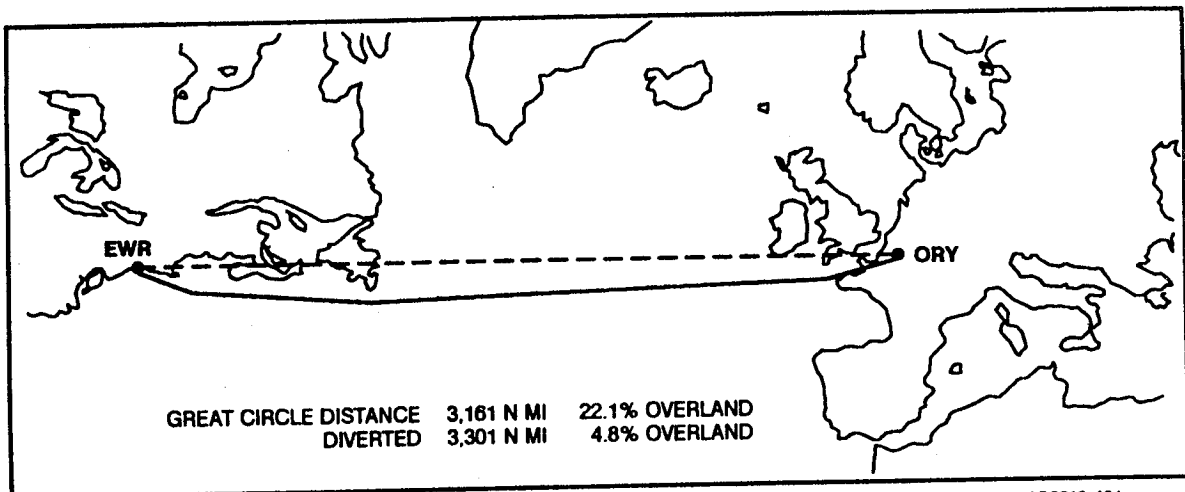 EWR
ORY
GREAT CIRCLE DISTANCE 3,161 N MI 22.1% OVERLAND
DIVERTED 3,301 N MI 4.8% OVERLAND